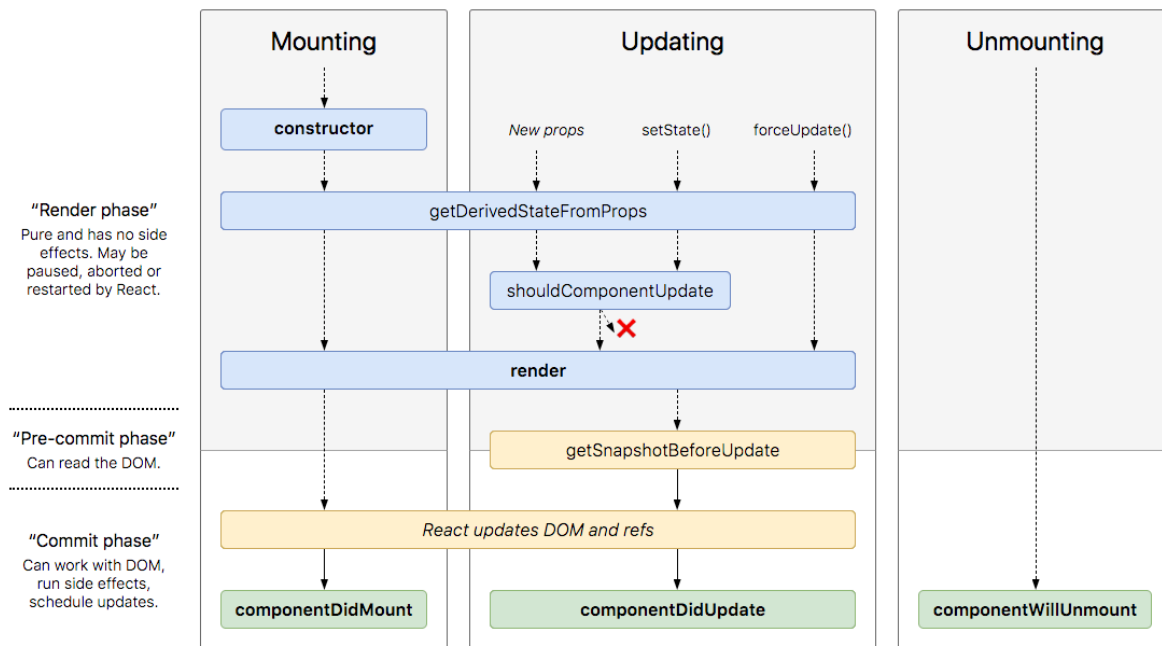 Mounting
Updating
Unmounting
constructor
New props
setState()
forceUpdate()
“Render phase”
Pure and has no side
effects. May be
paused, aborted or
restarted by React.
getDerivedStateFromProps
shouldComponentUpdate
render
“Pre-commit phase”
Can read the DOM.
getSnapshotBeforeUpdate
“Commit phase”
Can work with DOM,
run side effects,
schedule updates.
React updates DOM and refs
componentDidMount
componentDidUpdate
componentWillUnmount